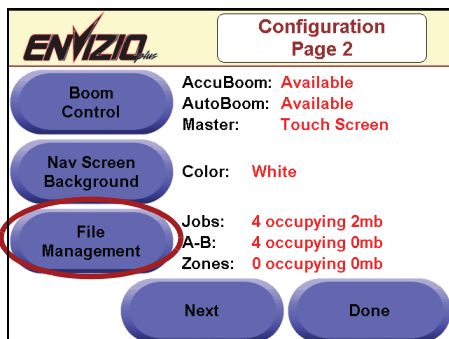 ENVIZIO plus
Configuration
Page 2
Boom
Control
AccuBoom: Available
AutoBoom: Available
Master: Touch Screen
Nav Screen
Background
Color: White
File
Management
Jobs: 4 occupying 2mb
A-B: 4 occupying 0mb
Zones: 0 occupying 0mb
Next
Done